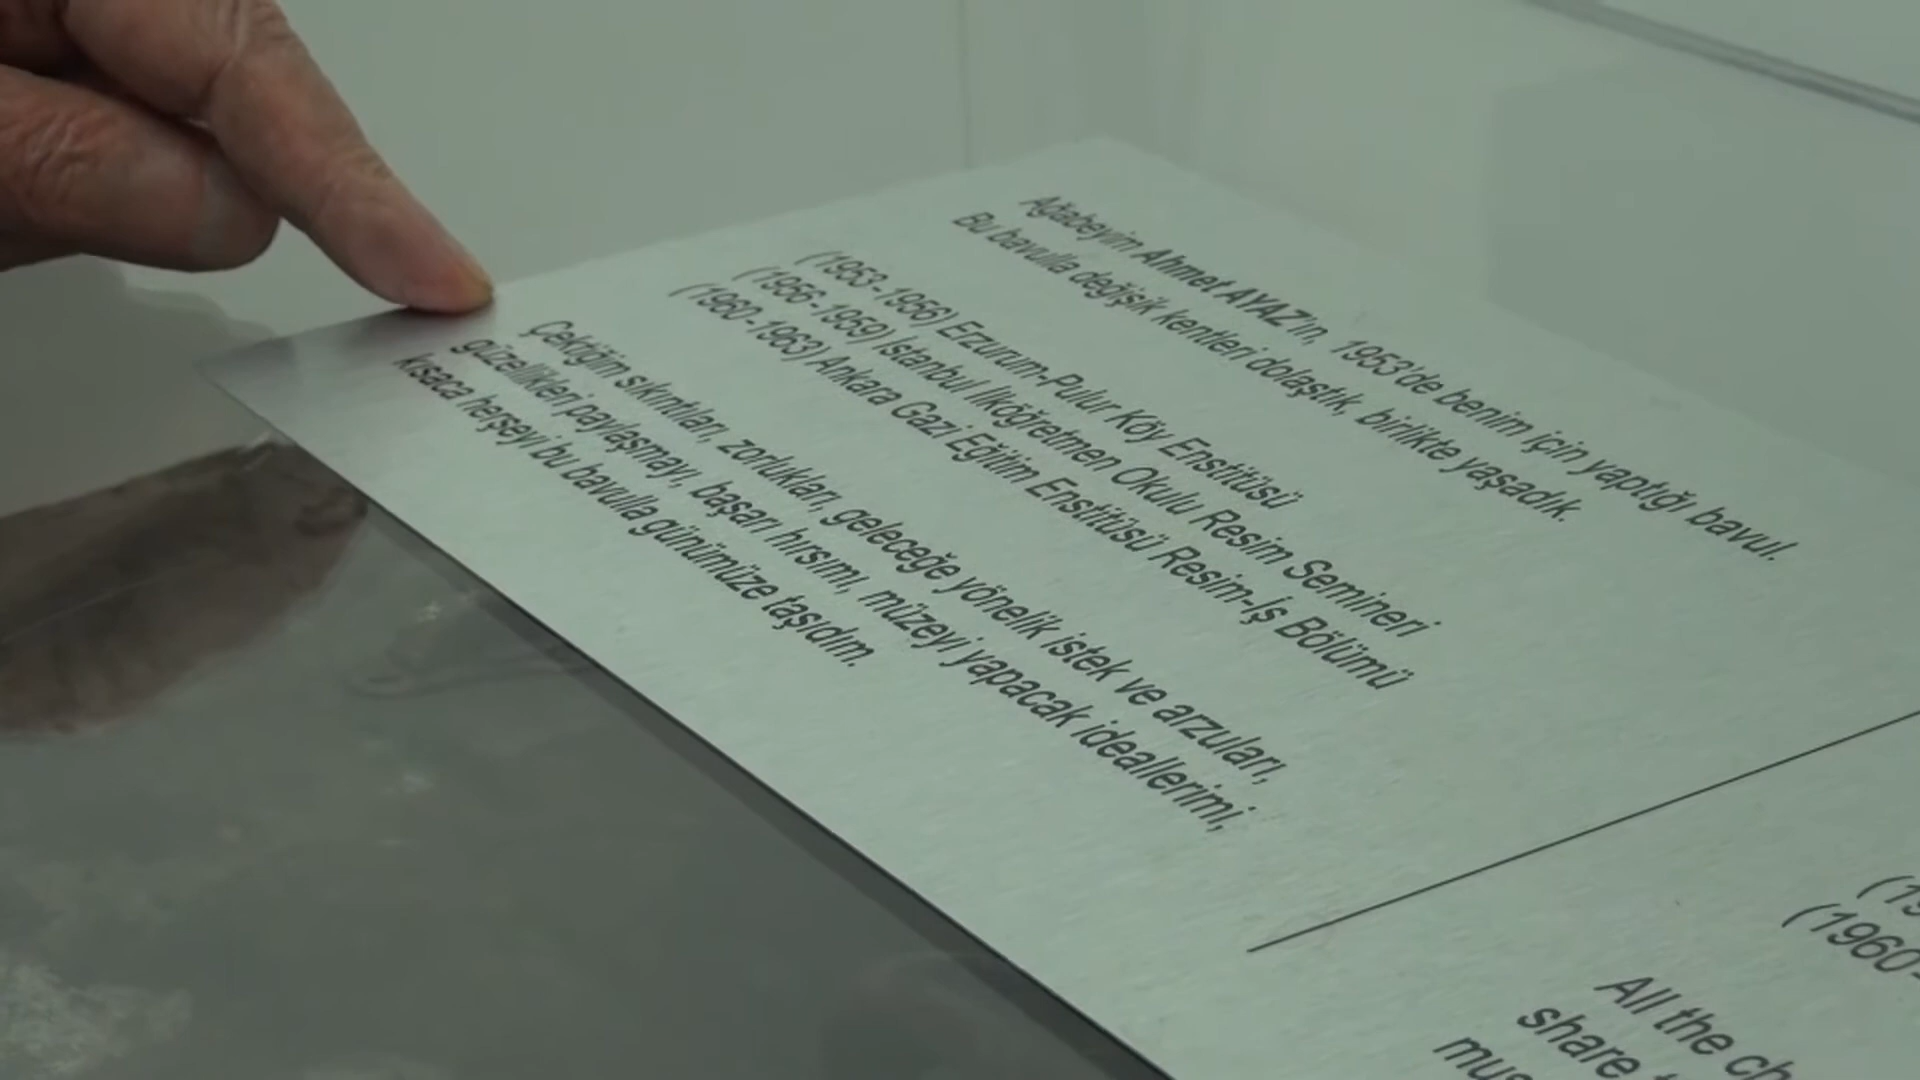 Ağabeyim Ahmet AYAZ'ın, 1953'de benim için yaptığı bavul.
Bu bavulla değişik kentleri dolaştık, birlikte yaşadık.
(1953-1956) Erzurum-Pulur Köy Enstitüsü
(1956-1959) İstanbul İlköğretmen Okulu Resim Semineri
(1960-1963) Ankara Gazi Eğitim Enstitüsü Resim-İş Bölümü
Çektiğim sıkıntıları, zorlukları, geleceğe yönelik istek ve arzuları,
güzellikleri paylaşmayı, başarı hırsımı, müzeyi yapacak ideallerimi,
kısaca herşeyi bu bavulla günümüze taşıdım.
(1960-
All the
share